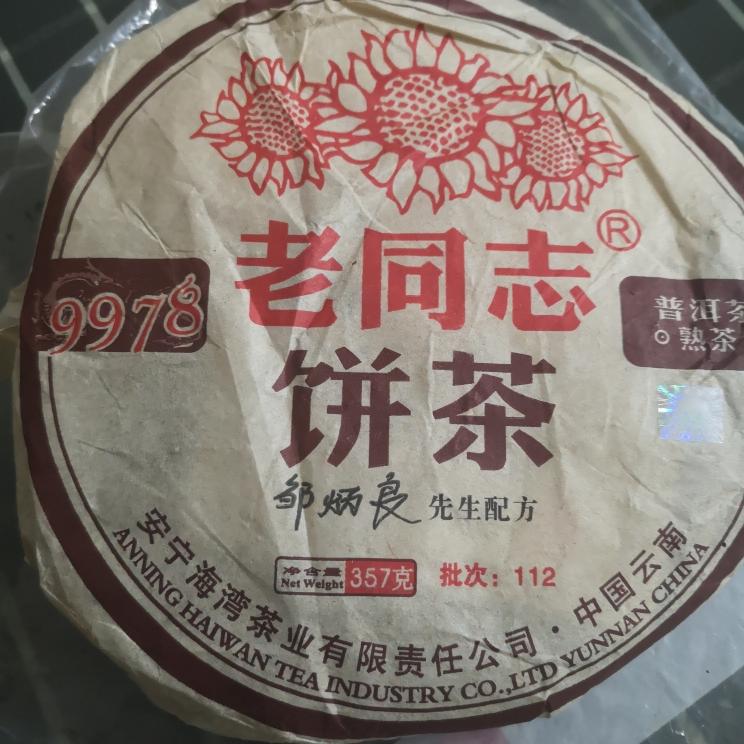 老同志®
9978
普洱茶
熟茶
饼茶
邹炳良先生配方
净含量
Net Weight
357克
批次：112
安宁海湾茶业有限责任公司·中国云南
ANNING HAIWAN TEA INDUSTRY CO.,LTD YUNNAN CHINA